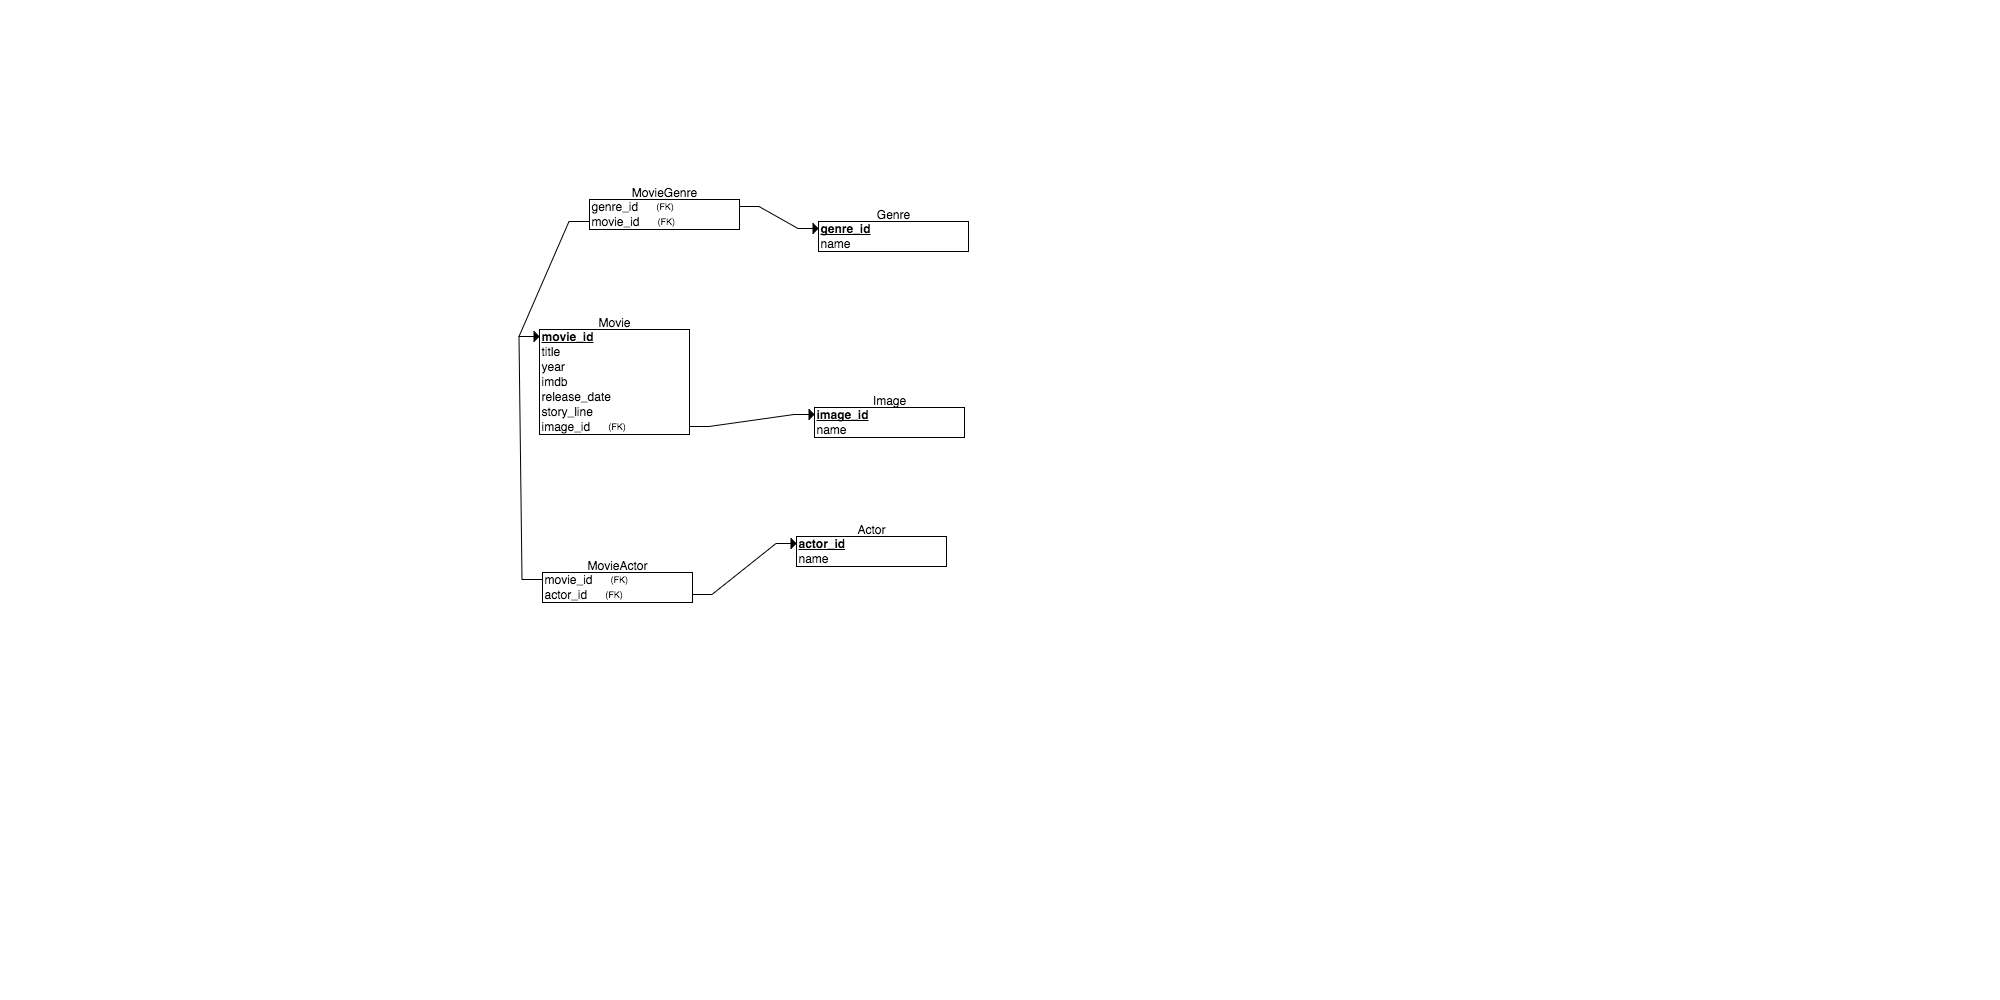 MovieGenre
genre_id (FK)
movie_id (FK)
Genre
genre_id
name
Movie
movie_id
title
year
imdb
release_date
story_line
image_id (FK)
Image
image_id
name
Actor
actor_id
name
MovieActor
movie_id (FK)
actor_id (FK)